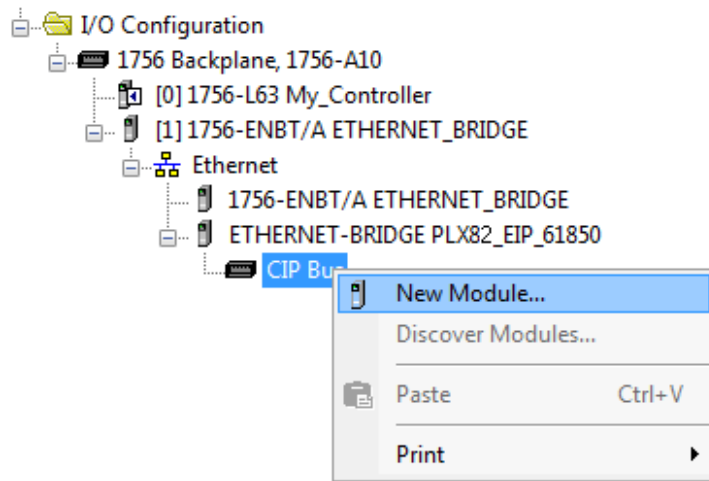 I/O Configuration
1756 Backplane, 1756-A10
[0] 1756-L63 My_Controller
[1] 1756-ENBT/A ETHERNET_BRIDGE
Ethernet
1756-ENBT/A ETHERNET_BRIDGE
ETHERNET-BRIDGE PLX82_EIP_61850
CIP Bus
New Module...
Discover Modules...
Paste Ctrl+V
Print